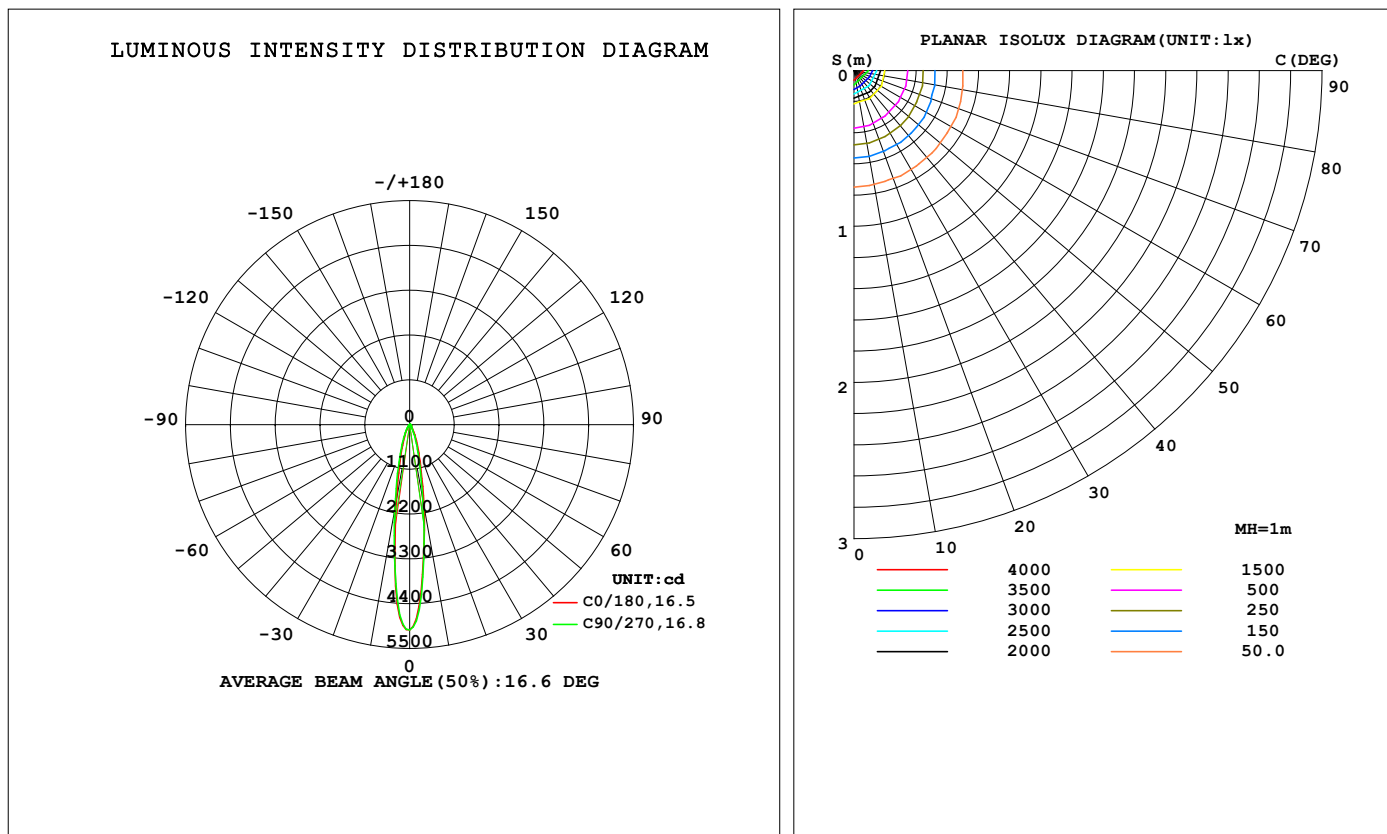 LUMINOUS INTENSITY DISTRIBUTION DIAGRAM
-/+180
-150 150
-120 120
-90 0 90
1100
2200
3300
-60 60
UNIT:cd
4400 C0/180,16.5
-30 5500 30 C90/270,16.8
0
AVERAGE BEAM ANGLE(50%):16.6 DEG
PLANAR ISOLUX DIAGRAM(UNIT:lx)
S(m) C(DEG)
0 90
80
1
70
60
2 50
40
30
20
3 0 10
MH=1m
4000 1500
3500 500
3000 250
2500 150
2000 50.0